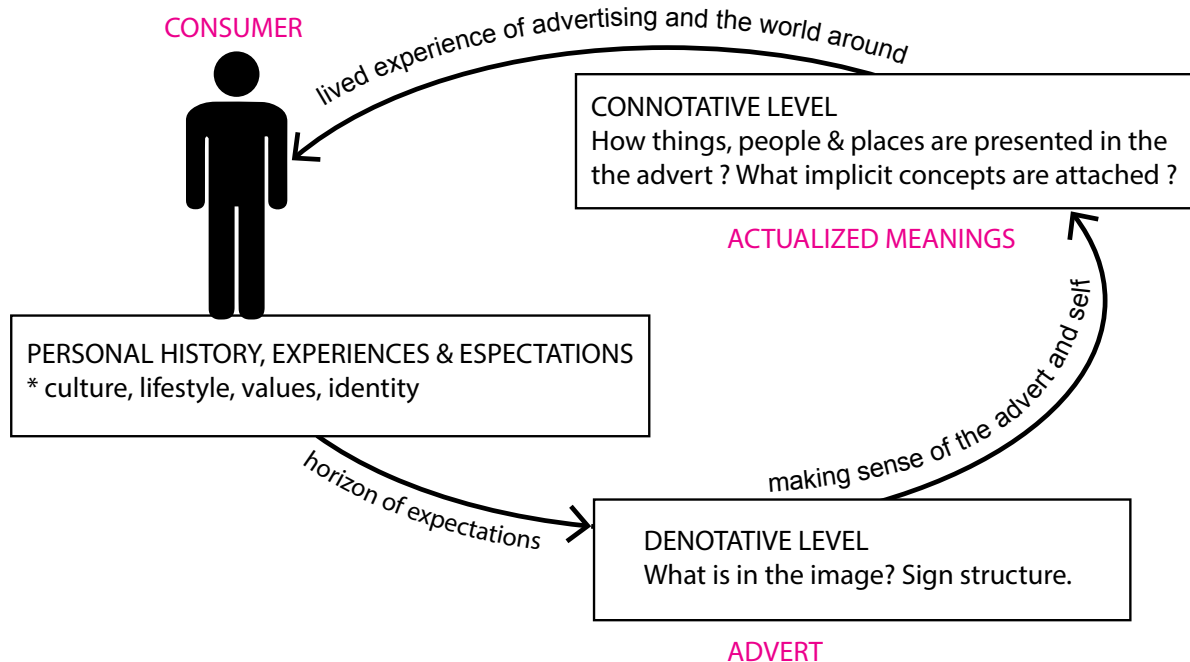 CONSUMER
lived experience of advertising and the world around
CONNOTATIVE LEVEL
How things, people & places are presented in the
the advert ? What implicit concepts are attached ?
ACTUALIZED MEANINGS
PERSONAL HISTORY, EXPERIENCES & ESPECTATIONS
* culture, lifestyle, values, identity
horizon of expectations
making sense of the advert and self
DENOTATIVE LEVEL
What is in the image? Sign structure.
ADVERT